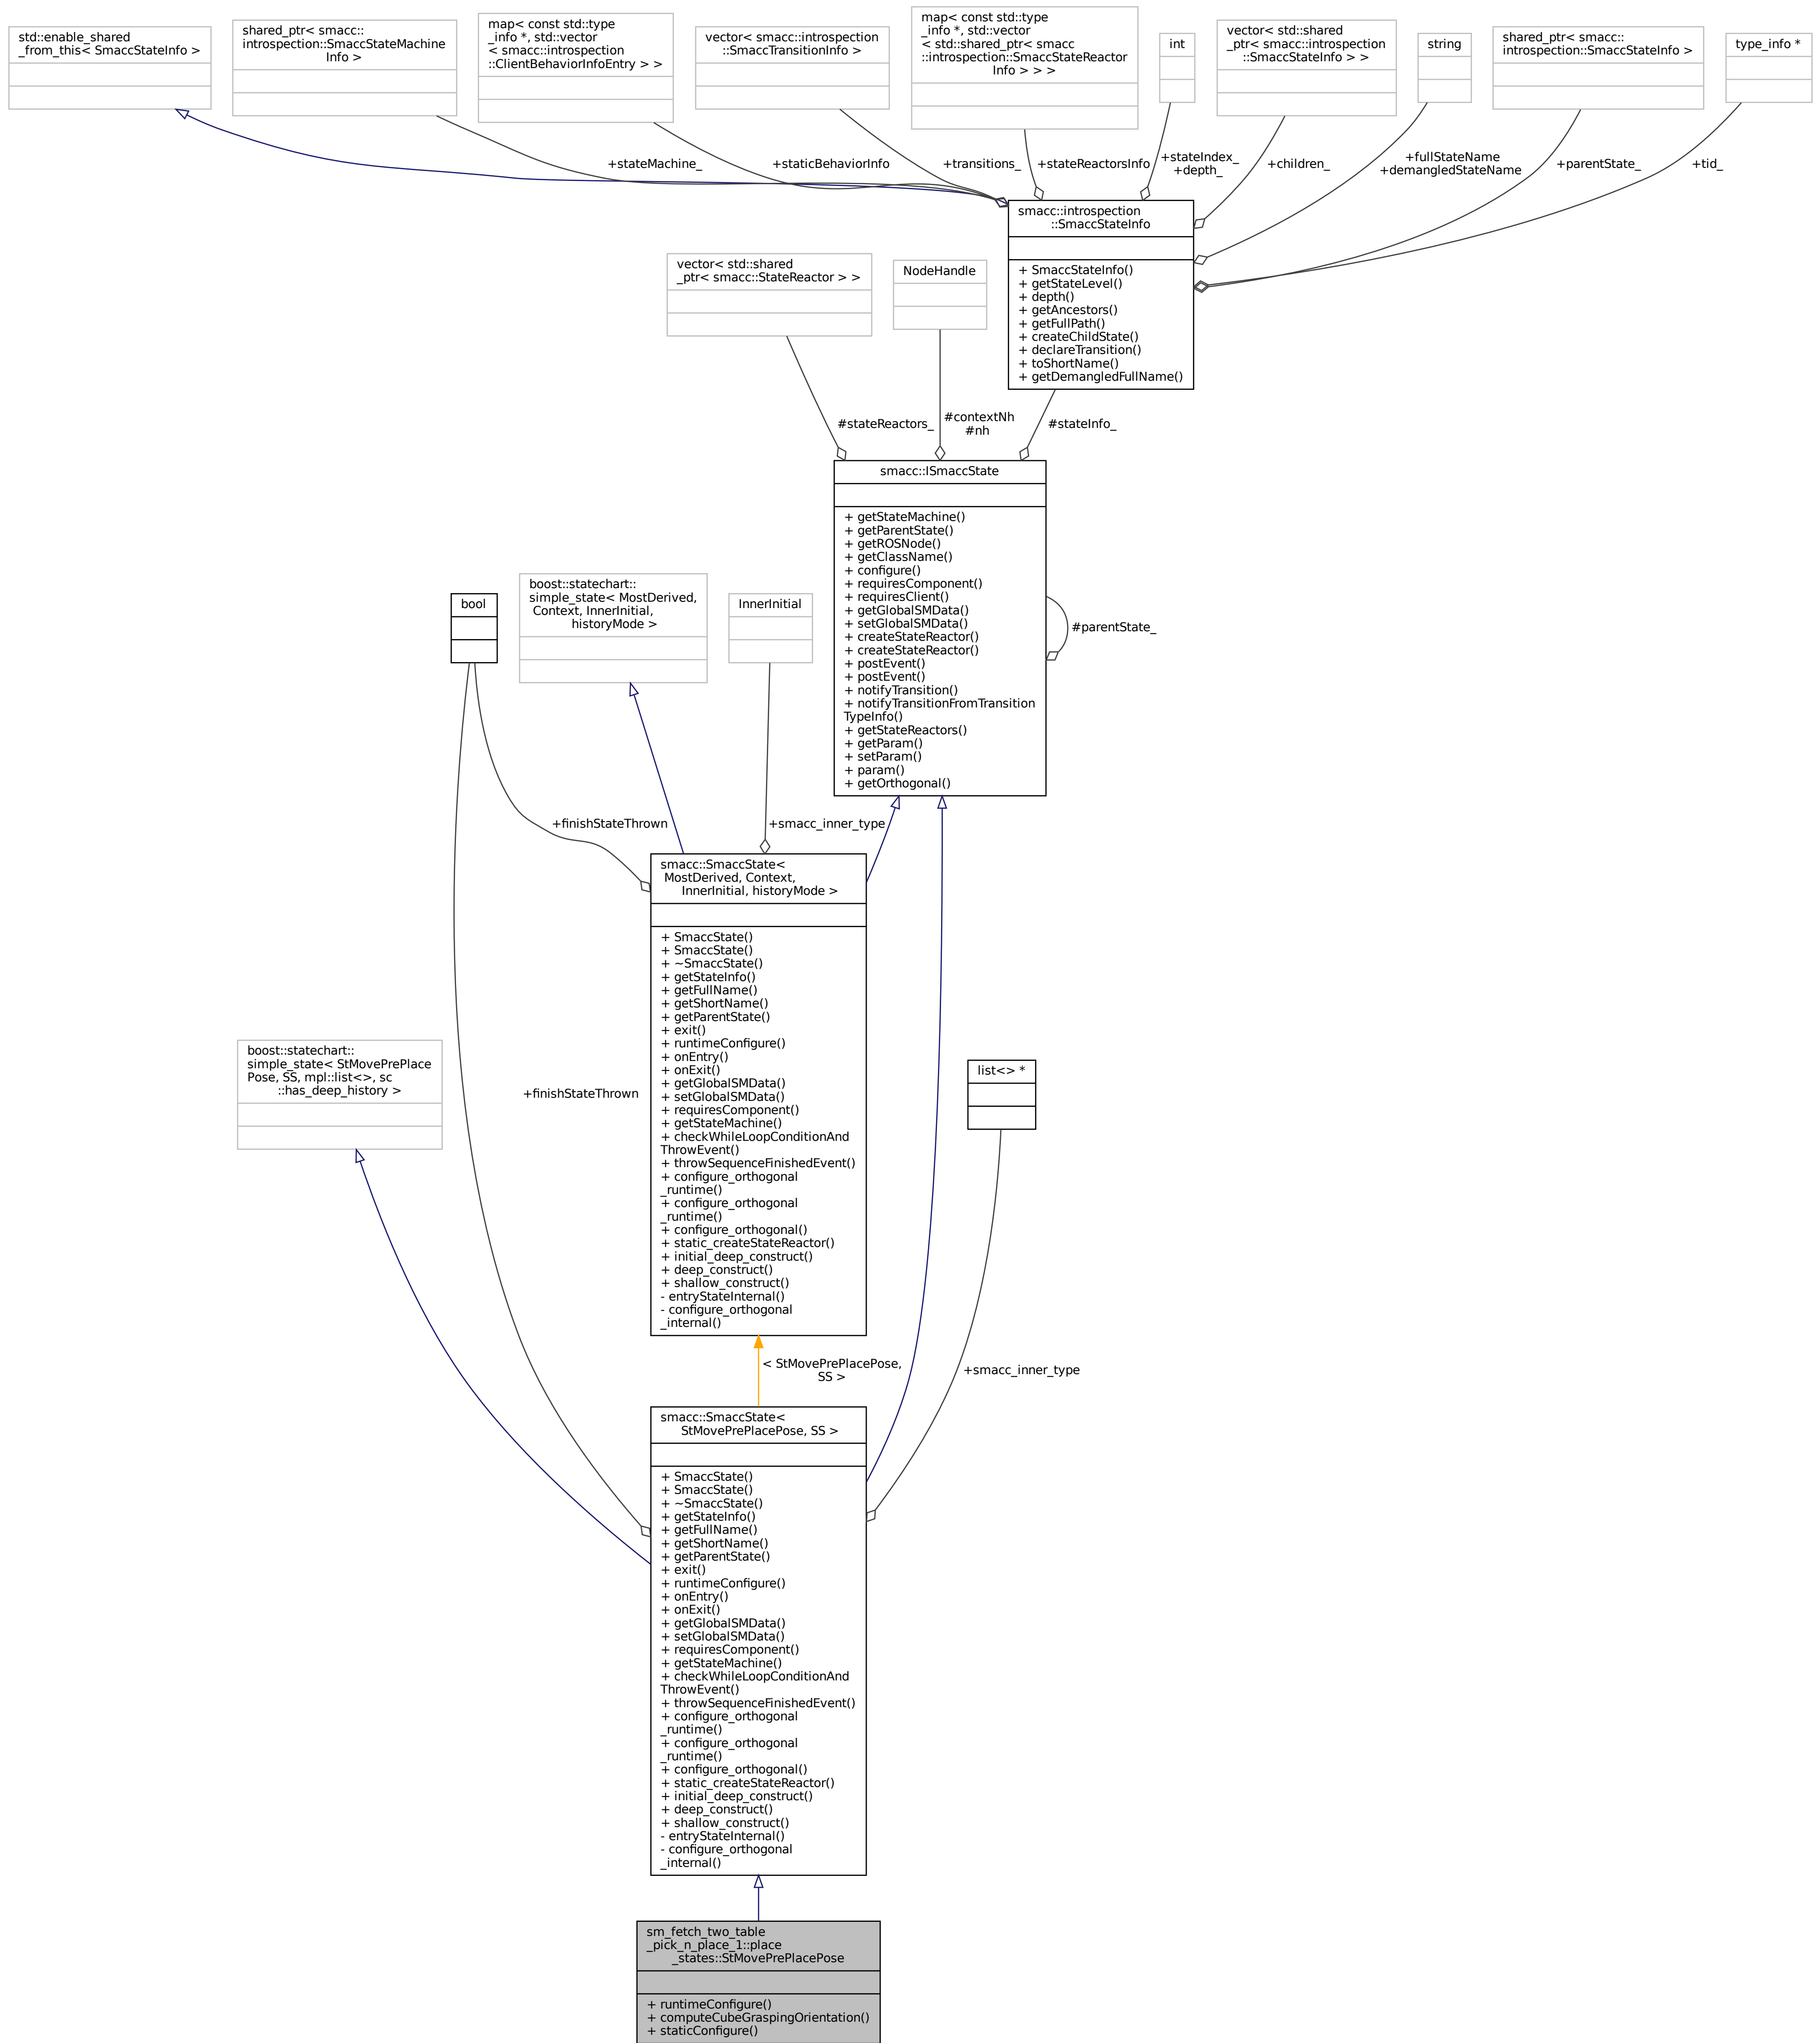 std::enable_shared
_from_this< SmaccStateInfo >
shared_ptr< smacc::
introspection::SmaccStateMachine
Info >
map< const std::type
_info *, std::vector
< smacc::introspection
::ClientBehaviorInfoEntry > >
vector< smacc::introspection
::SmaccTransitionInfo >
map< const std::type
_info *, std::vector
< std::shared_ptr< smacc
::introspection::SmaccStateReactor
Info > > >
int
vector< std::shared
_ptr< smacc::introspection
::SmaccStateInfo > >
string
shared_ptr< smacc::
introspection::SmaccStateInfo >
type_info *
+stateMachine_
+staticBehaviorInfo
+transitions_
+stateReactorsInfo
+stateIndex_
+depth_
+children_
+fullStateName
+demangledStateName
+parentState_
+tid_
smacc::introspection
::SmaccStateInfo
+ SmaccStateInfo()
+ getStateLevel()
+ depth()
+ getAncestors()
+ getFullPath()
+ createChildState()
+ declareTransition()
+ toShortName()
+ getDemangledFullName()
vector< std::shared
_ptr< smacc::StateReactor > >
NodeHandle
#stateReactors_
#contextNh
#nh
#stateInfo_
smacc::ISmaccState
+ getStateMachine()
+ getParentState()
+ getROSNode()
+ getClassName()
+ configure()
+ requiresComponent()
+ requiresClient()
+ getGlobalSMData()
+ setGlobalSMData()
+ createStateReactor()
+ createStateReactor()
+ postEvent()
+ postEvent()
+ notifyTransition()
+ notifyTransitionFromTransition
TypeInfo()
+ getStateReactors()
+ getParam()
+ setParam()
+ param()
+ getOrthogonal()
#parentState_
bool
boost::statechart::
simple_state< MostDerived,
Context, InnerInitial,
historyMode >
InnerInitial
+finishStateThrown
+smacc_inner_type
smacc::SmaccState<
MostDerived, Context,
InnerInitial, historyMode >
+ SmaccState()
+ SmaccState()
+ ~SmaccState()
+ getStateInfo()
+ getFullName()
+ getShortName()
+ getParentState()
+ exit()
+ runtimeConfigure()
+ onEntry()
+ onExit()
+ getGlobalSMData()
+ setGlobalSMData()
+ requiresComponent()
+ getStateMachine()
+ checkWhileLoopConditionAnd
ThrowEvent()
+ throwSequenceFinishedEvent()
+ configure_orthogonal
_runtime()
+ configure_orthogonal
_runtime()
+ configure_orthogonal()
+ static_createStateReactor()
+ initial_deep_construct()
+ deep_construct()
+ shallow_construct()
- entryStateInternal()
- configure_orthogonal
_internal()
boost::statechart::
simple_state< StMovePrePlace
Pose, SS, mpl::list<>, sc
::has_deep_history >
+finishStateThrown
list<> *
< StMovePrePlacePose,
SS >
+smacc_inner_type
smacc::SmaccState<
StMovePrePlacePose, SS >
+ SmaccState()
+ SmaccState()
+ ~SmaccState()
+ getStateInfo()
+ getFullName()
+ getShortName()
+ getParentState()
+ exit()
+ runtimeConfigure()
+ onEntry()
+ onExit()
+ getGlobalSMData()
+ setGlobalSMData()
+ requiresComponent()
+ getStateMachine()
+ checkWhileLoopConditionAnd
ThrowEvent()
+ throwSequenceFinishedEvent()
+ configure_orthogonal
_runtime()
+ configure_orthogonal
_runtime()
+ configure_orthogonal()
+ static_createStateReactor()
+ initial_deep_construct()
+ deep_construct()
+ shallow_construct()
- entryStateInternal()
- configure_orthogonal
_internal()
sm_fetch_two_table
_pick_n_place_1::place
_states::StMovePrePlacePose
+ runtimeConfigure()
+ computeCubeGraspingOrientation()
+ staticConfigure()